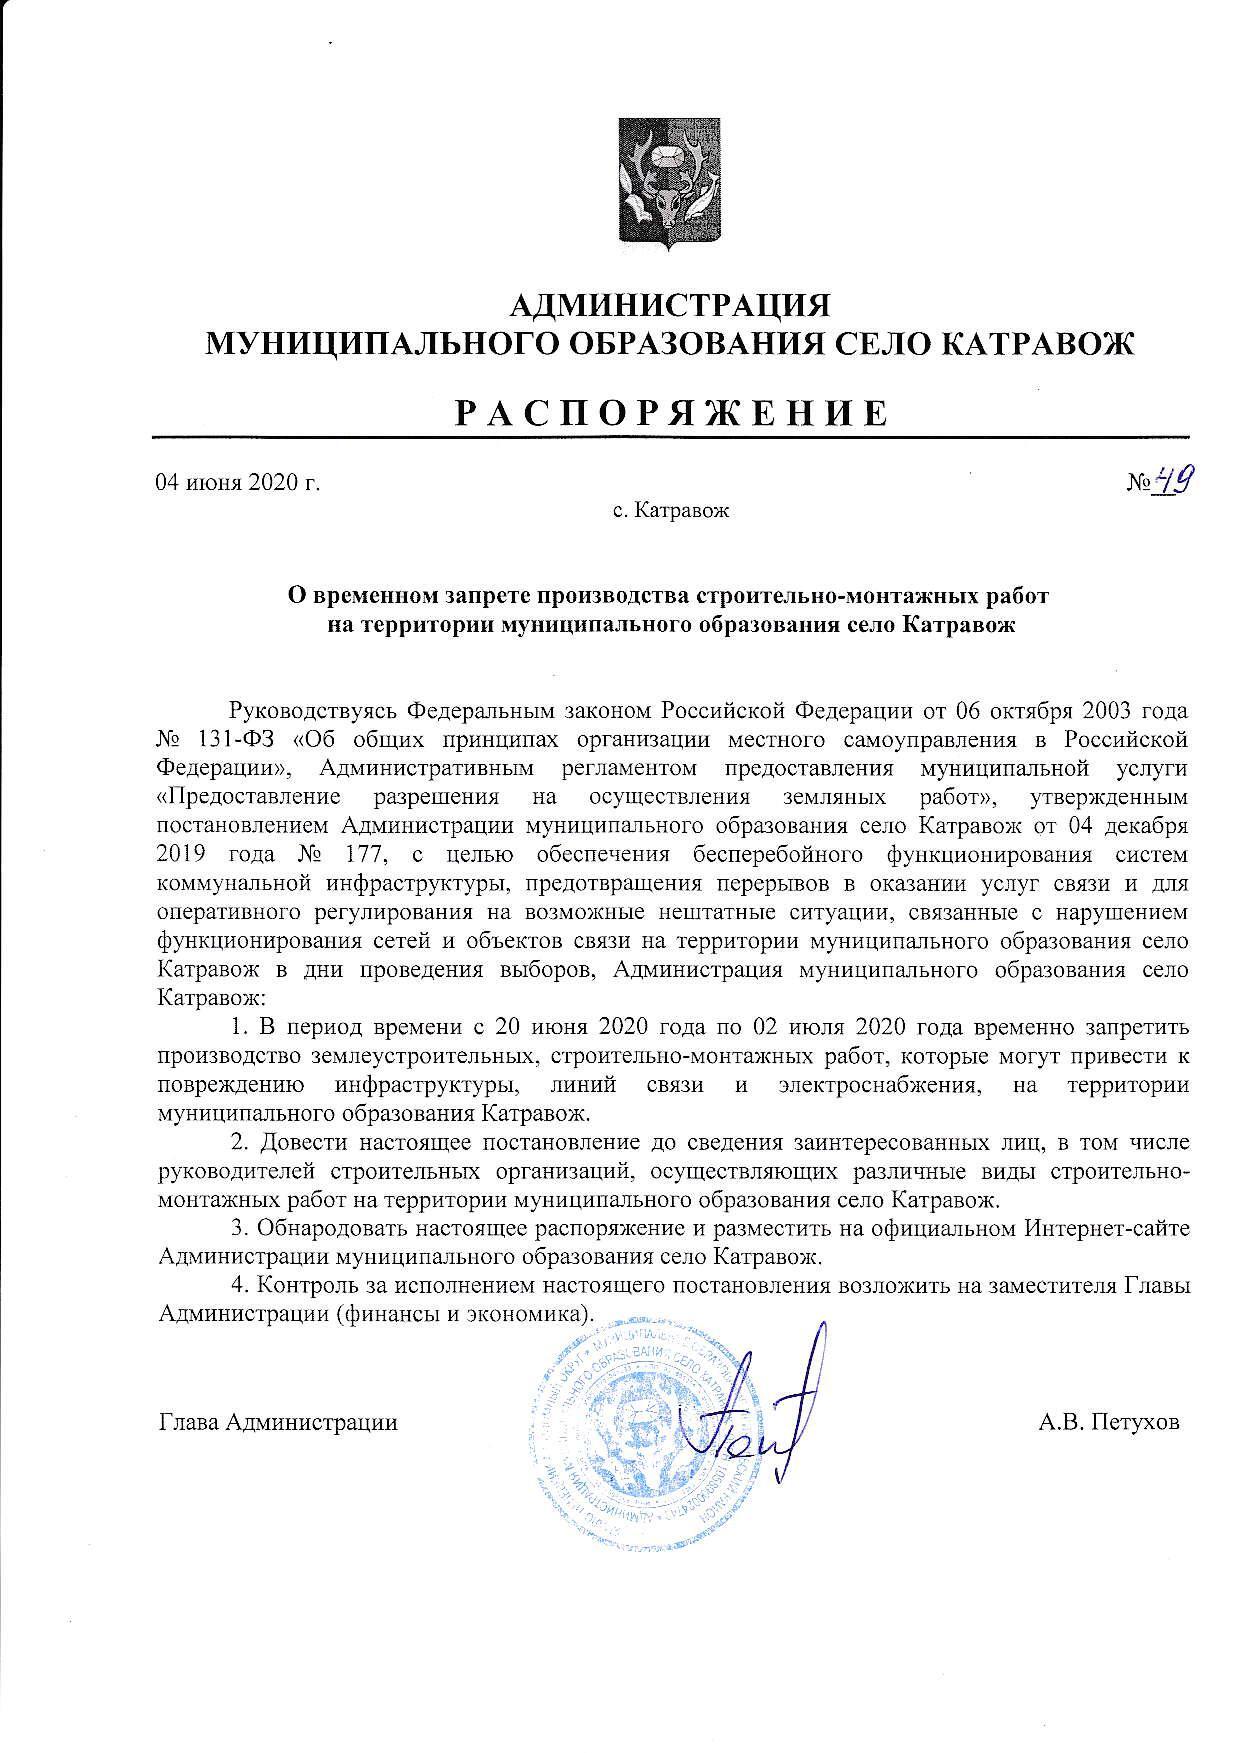 АДМИНИСТРАЦИЯ
МУНИЦИПАЛЬНОГО ОБРАЗОВАНИЯ СЕЛО КАТРАВОЖ
Р А С П О Р Я Ж Е Н И Е
04 июня 2020 г.
№ 49
с. Катравож
О временном запрете производства строительно-монтажных работ
на территории муниципального образования село Катравож
Руководствуясь Федеральным законом Российской Федерации от 06 октября 2003 года
№ 131-ФЗ «Об общих принципах организации местного самоуправления в Российской
Федерации», Административным регламентом предоставления муниципальной услуги
«Предоставление разрешения на осуществления земляных работ», утвержденным
постановлением Администрации муниципального образования село Катравож от 04 декабря
2019 года № 177, с целью обеспечения бесперебойного функционирования систем
коммунальной инфраструктуры, предотвращения перерывов в оказании услуг связи и для
оперативного регулирования на возможные нештатные ситуации, связанные с нарушением
функционирования сетей и объектов связи на территории муниципального образования село
Катравож в дни проведения выборов, Администрация муниципального образования село
Катравож:
1. В период времени с 20 июня 2020 года по 02 июля 2020 года временно запретить
производство землеустроительных, строительно-монтажных работ, которые могут привести к
повреждению инфраструктуры, линий связи и электроснабжения, на территории
муниципального образования Катравож.
2. Довести настоящее постановление до сведения заинтересованных лиц, в том числе
руководителей строительных организаций, осуществляющих различные виды строительно-
монтажных работ на территории муниципального образования село Катравож.
3. Обнародовать настоящее распоряжение и разместить на официальном Интернет-сайте
Администрации муниципального образования село Катравож.
4. Контроль за исполнением настоящего постановления возложить на заместителя Главы
Администрации (финансы и экономика).
Глава Администрации
А.В. Петухов